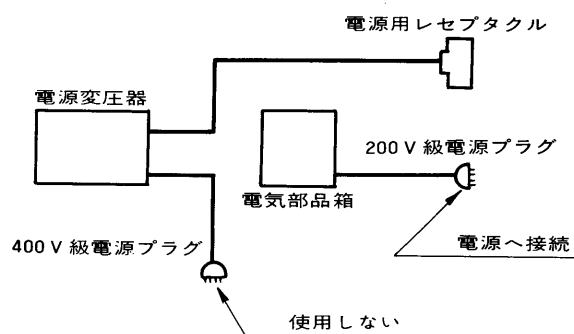 電源用レセプタクル
電源変圧器
200V級電源プラグ
電気部品箱
400V級電源プラグ
電源へ接続
使用しない